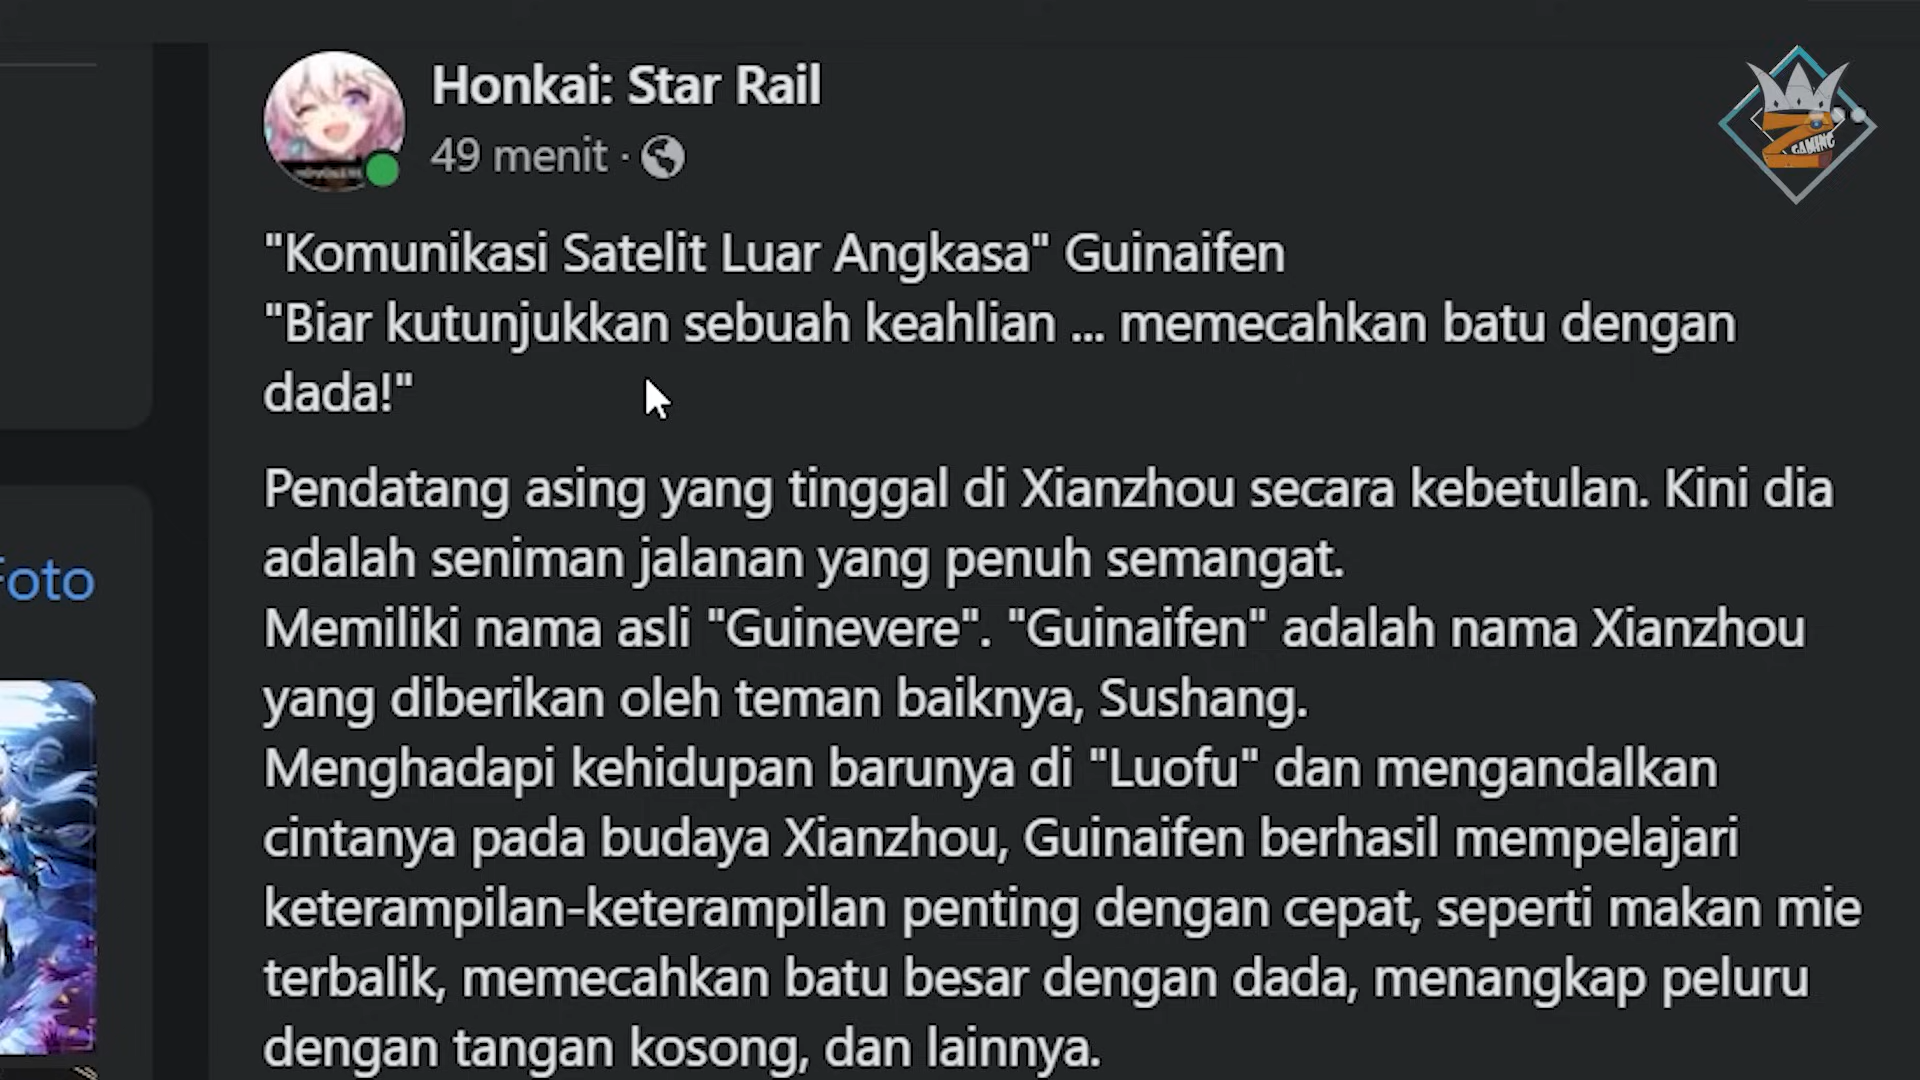 Honkai: Star Rail
49 menit ·
"Komunikasi Satelit Luar Angkasa" Guinaifen
"Biar kutunjukkan sebuah keahlian ... memecahkan batu dengan
dada!"
Pendatang asing yang tinggal di Xianzhou secara kebetulan. Kini dia
adalah seniman jalanan yang penuh semangat.
Memiliki nama asli "Guinevere". "Guinaifen" adalah nama Xianzhou
yang diberikan oleh teman baiknya, Sushang.
Menghadapi kehidupan barunya di "Luofu" dan mengandalkan
cintanya pada budaya Xianzhou, Guinaifen berhasil mempelajari
keterampilan-keterampilan penting dengan cepat, seperti makan mie
terbalik, memecahkan batu besar dengan dada, menangkap peluru
dengan tangan kosong, dan lainnya.
Foto
Z GAMING